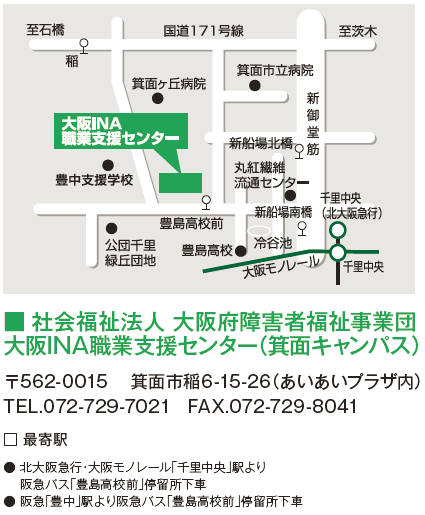 至石橋
国道171号線
至茨木
稲
箕面ヶ丘病院
箕面市立病院
新御堂筋
大阪INA
職業支援センター
新船場北橋
豊中支援学校
丸紅繊維
流通センター
千里中央
(北大阪急行)
豊島高校前
新船場南橋
公団千里
緑丘団地
豊島高校
冷谷池
大阪モノレール
千里中央
■ 社会福祉法人 大阪府障害者福祉事業団
大阪INA職業支援センター(箕面キャンパス)
〒562-0015 箕面市稲6-15-26(あいあいプラザ内)
TEL.072-729-7021 FAX.072-729-8041
□ 最寄駅
● 北大阪急行・大阪モノレール「千里中央」駅より
阪急バス「豊島高校前」停留所下車
● 阪急「豊中」駅より阪急バス「豊島高校前」停留所下車